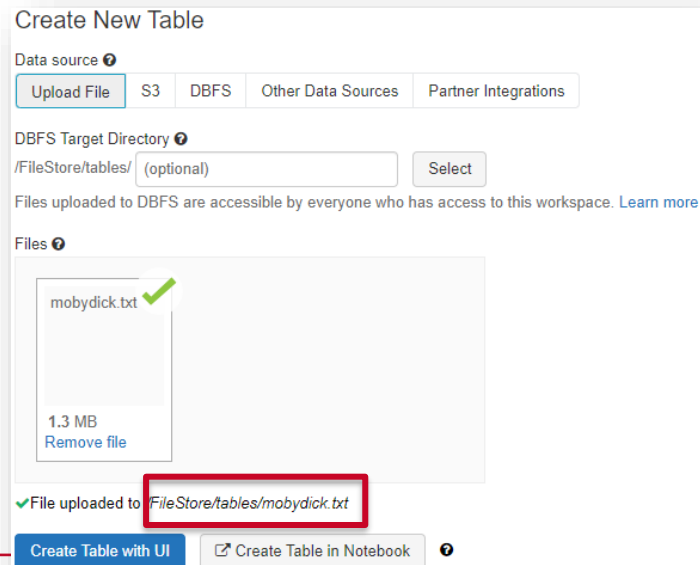 Create New Table
Data source ?
Upload File S3 DBFS Other Data Sources Partner Integrations
DBFS Target Directory ?
/FileStore/tables/ (optional) Select
Files uploaded to DBFS are accessible by everyone who has access to this workspace. Learn more
Files ?
mobydick.txt
1.3 MB
Remove file
File uploaded to /FileStore/tables/mobydick.txt
Create Table with UI Create Table in Notebook ?